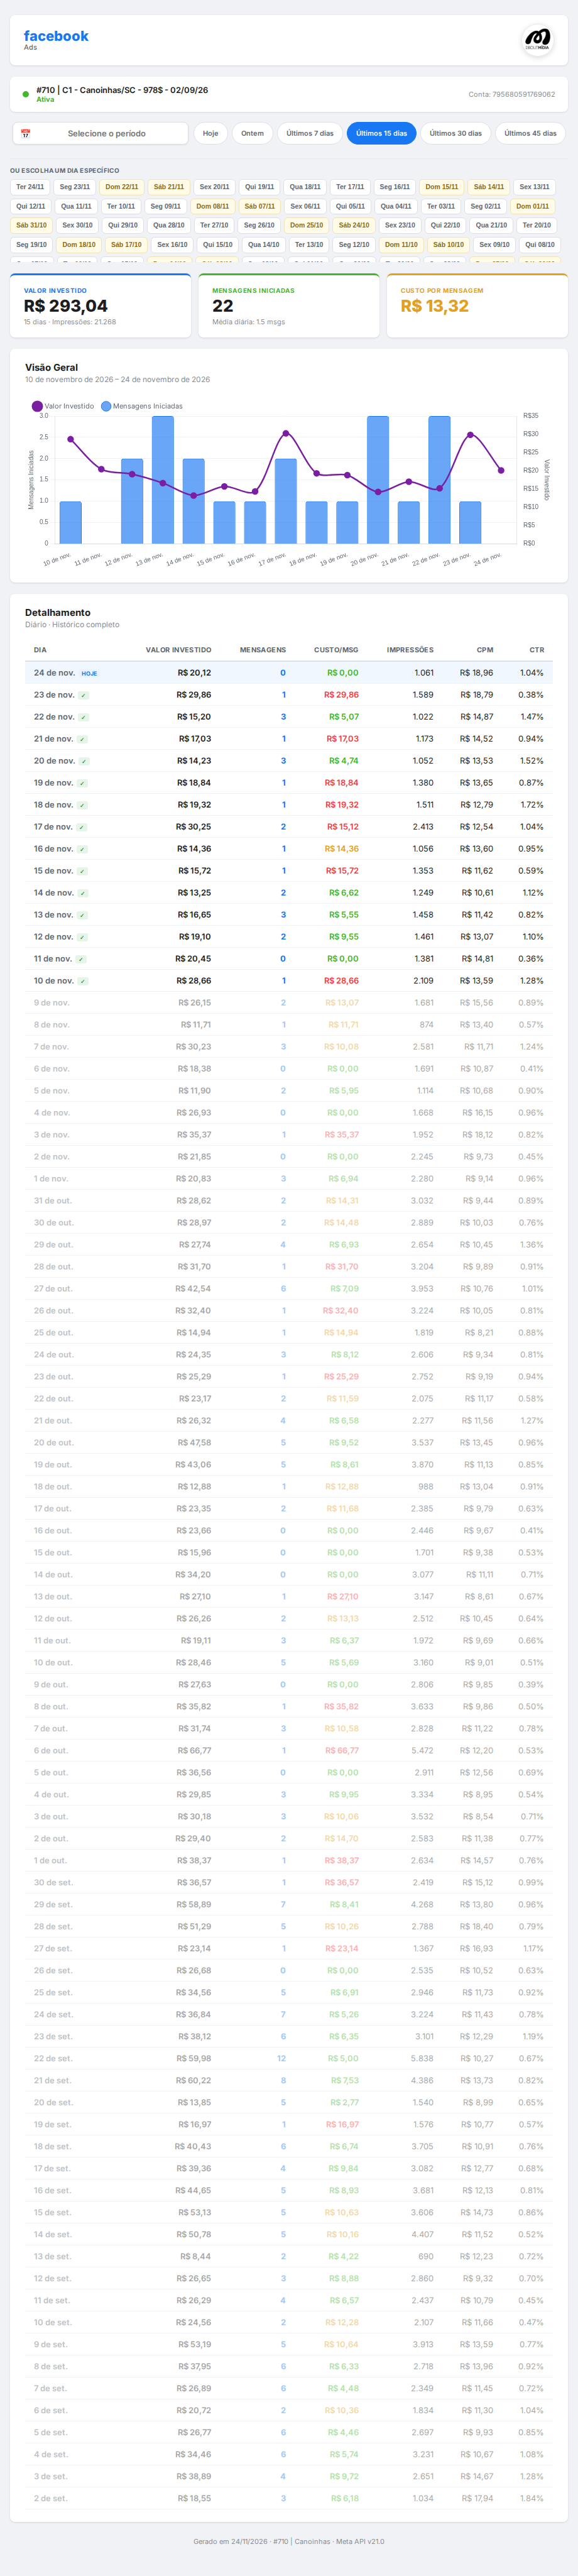 facebook
Ads
#710 | C1 - Canoinhas/SC - 978$ - 02/09/26
Ativa
Conta: 795680591769062
Selecione o período
Hoje
Ontem
Últimos 7 dias
Últimos 15 dias
Últimos 30 dias
Últimos 45 dias
OU ESCOLHA UM DIA ESPECÍFICO
Ter 24/11 Seg 23/11 Dom 22/11 Sáb 21/11 Sex 20/11 Qui 19/11 Qua 18/11 Ter 17/11 Seg 16/11 Dom 15/11 Sáb 14/11 Sex 13/11
Qui 12/11 Qua 11/11 Ter 10/11 Seg 09/11 Dom 08/11 Sáb 07/11 Sex 06/11 Qui 05/11 Qua 04/11 Ter 03/11 Seg 02/11 Dom 01/11
Sáb 31/10 Sex 30/10 Qui 29/10 Qua 28/10 Ter 27/10 Seg 26/10 Dom 25/10 Sáb 24/10 Sex 23/10 Qui 22/10 Qua 21/10 Ter 20/10
Seg 19/10 Dom 18/10 Sáb 17/10 Sex 16/10 Qui 15/10 Qua 14/10 Ter 13/10 Seg 12/10 Dom 11/10 Sáb 10/10 Sex 09/10 Qui 08/10
VALOR INVESTIDO
R$ 293,04
15 dias · Impressões: 21.268
MENSAGENS INICIADAS
22
Média diária: 1.5 msgs
CUSTO POR MENSAGEM
R$ 13,32
Visão Geral
10 de novembro de 2026 – 24 de novembro de 2026
Valor Investido Mensagens Iniciadas
3.0 R$35
R$30
2.5
R$25
2.0
R$20
1.5
R$15
1.0
R$10
0.5
R$5
0 R$0
Mensagens Iniciadas
Valor Investido
10 de nov. 11 de nov. 12 de nov. 13 de nov. 14 de nov. 15 de nov. 16 de nov. 17 de nov. 18 de nov. 19 de nov. 20 de nov. 21 de nov. 22 de nov. 23 de nov. 24 de nov.
Detalhamento
Diário · Histórico completo
DIA VALOR INVESTIDO MENSAGENS CUSTO/MSG IMPRESSÕES CPM CTR
24 de nov. HOJE R$ 20,12 0 R$ 0,00 1.061 R$ 18,96 1.04%
23 de nov. ✓ R$ 29,86 1 R$ 29,86 1.589 R$ 18,79 0.38%
22 de nov. ✓ R$ 15,20 3 R$ 5,07 1.022 R$ 14,87 1.47%
21 de nov. ✓ R$ 17,03 1 R$ 17,03 1.173 R$ 14,52 0.94%
20 de nov. ✓ R$ 14,23 3 R$ 4,74 1.052 R$ 13,53 1.52%
19 de nov. ✓ R$ 18,84 1 R$ 18,84 1.380 R$ 13,65 0.87%
18 de nov. ✓ R$ 19,32 1 R$ 19,32 1.511 R$ 12,79 1.72%
17 de nov. ✓ R$ 30,25 2 R$ 15,12 2.413 R$ 12,54 1.04%
16 de nov. ✓ R$ 14,36 1 R$ 14,36 1.056 R$ 13,60 0.95%
15 de nov. ✓ R$ 15,72 1 R$ 15,72 1.353 R$ 11,62 0.59%
14 de nov. ✓ R$ 13,25 2 R$ 6,62 1.249 R$ 10,61 1.12%
13 de nov. ✓ R$ 16,65 3 R$ 5,55 1.458 R$ 11,42 0.82%
12 de nov. ✓ R$ 19,10 2 R$ 9,55 1.461 R$ 13,07 1.10%
11 de nov. ✓ R$ 20,45 0 R$ 0,00 1.381 R$ 14,81 0.36%
10 de nov. ✓ R$ 28,66 1 R$ 28,66 2.109 R$ 13,59 1.28%
9 de nov. R$ 26,15 2 R$ 13,07 1.681 R$ 15,56 0.89%
8 de nov. R$ 11,71 1 R$ 11,71 874 R$ 13,40 0.57%
7 de nov. R$ 30,23 3 R$ 10,08 2.581 R$ 11,71 1.24%
6 de nov. R$ 18,38 0 R$ 0,00 1.691 R$ 10,87 0.41%
5 de nov. R$ 11,90 2 R$ 5,95 1.114 R$ 10,68 0.90%
4 de nov. R$ 26,93 0 R$ 0,00 1.668 R$ 16,15 0.96%
3 de nov. R$ 35,37 1 R$ 35,37 1.952 R$ 18,12 0.82%
2 de nov. R$ 21,85 0 R$ 0,00 2.245 R$ 9,73 0.45%
1 de nov. R$ 20,83 3 R$ 6,94 2.280 R$ 9,14 0.96%
31 de out. R$ 28,62 2 R$ 14,31 3.032 R$ 9,44 0.89%
30 de out. R$ 28,97 2 R$ 14,48 2.889 R$ 10,03 0.76%
29 de out. R$ 27,74 4 R$ 6,93 2.654 R$ 10,45 1.36%
28 de out. R$ 31,70 1 R$ 31,70 3.204 R$ 9,89 0.91%
27 de out. R$ 42,54 6 R$ 7,09 3.953 R$ 10,76 1.01%
26 de out. R$ 32,40 1 R$ 32,40 3.224 R$ 10,05 0.81%
25 de out. R$ 14,94 1 R$ 14,94 1.819 R$ 8,21 0.88%
24 de out. R$ 24,35 3 R$ 8,12 2.606 R$ 9,34 0.81%
23 de out. R$ 25,29 1 R$ 25,29 2.752 R$ 9,19 0.94%
22 de out. R$ 23,17 2 R$ 11,59 2.075 R$ 11,17 0.58%
21 de out. R$ 26,32 4 R$ 6,58 2.277 R$ 11,56 1.27%
20 de out. R$ 47,58 5 R$ 9,52 3.537 R$ 13,45 0.96%
19 de out. R$ 43,06 5 R$ 8,61 3.870 R$ 11,13 0.85%
18 de out. R$ 12,88 1 R$ 12,88 988 R$ 13,04 0.91%
17 de out. R$ 23,35 2 R$ 11,68 2.385 R$ 9,79 0.63%
16 de out. R$ 23,66 0 R$ 0,00 2.446 R$ 9,67 0.41%
15 de out. R$ 15,96 0 R$ 0,00 1.701 R$ 9,38 0.53%
14 de out. R$ 34,20 0 R$ 0,00 3.077 R$ 11,11 0.71%
13 de out. R$ 27,10 1 R$ 27,10 3.147 R$ 8,61 0.67%
12 de out. R$ 26,26 2 R$ 13,13 2.512 R$ 10,45 0.64%
11 de out. R$ 19,11 3 R$ 6,37 1.972 R$ 9,69 0.66%
10 de out. R$ 28,46 5 R$ 5,69 3.160 R$ 9,01 0.51%
9 de out. R$ 27,63 0 R$ 0,00 2.806 R$ 9,85 0.39%
8 de out. R$ 35,82 1 R$ 35,82 3.633 R$ 9,86 0.50%
7 de out. R$ 31,74 3 R$ 10,58 2.828 R$ 11,22 0.78%
6 de out. R$ 66,77 1 R$ 66,77 5.472 R$ 12,20 0.53%
5 de out. R$ 36,56 0 R$ 0,00 2.911 R$ 12,56 0.69%
4 de out. R$ 29,85 3 R$ 9,95 3.334 R$ 8,95 0.54%
3 de out. R$ 30,18 3 R$ 10,06 3.532 R$ 8,54 0.71%
2 de out. R$ 29,40 2 R$ 14,70 2.583 R$ 11,38 0.77%
1 de out. R$ 38,37 1 R$ 38,37 2.634 R$ 14,57 0.76%
30 de set. R$ 36,57 1 R$ 36,57 2.419 R$ 15,12 0.99%
29 de set. R$ 58,89 7 R$ 8,41 4.268 R$ 13,80 0.96%
28 de set. R$ 51,29 5 R$ 10,26 2.788 R$ 18,40 0.79%
27 de set. R$ 23,14 1 R$ 23,14 1.367 R$ 16,93 1.17%
26 de set. R$ 26,68 0 R$ 0,00 2.535 R$ 10,52 0.63%
25 de set. R$ 34,56 5 R$ 6,91 2.946 R$ 11,73 0.92%
24 de set. R$ 36,84 7 R$ 5,26 3.224 R$ 11,43 0.78%
23 de set. R$ 38,12 6 R$ 6,35 3.101 R$ 12,29 1.19%
22 de set. R$ 59,98 12 R$ 5,00 5.838 R$ 10,27 0.67%
21 de set. R$ 60,22 8 R$ 7,53 4.386 R$ 13,73 0.82%
20 de set. R$ 13,85 5 R$ 2,77 1.540 R$ 8,99 0.65%
19 de set. R$ 16,97 1 R$ 16,97 1.576 R$ 10,77 0.57%
18 de set. R$ 40,43 6 R$ 6,74 3.705 R$ 10,91 0.76%
17 de set. R$ 39,36 4 R$ 9,84 3.082 R$ 12,77 0.68%
16 de set. R$ 44,65 5 R$ 8,93 3.681 R$ 12,13 0.81%
15 de set. R$ 53,13 5 R$ 10,63 3.606 R$ 14,73 0.86%
14 de set. R$ 50,78 5 R$ 10,16 4.407 R$ 11,52 0.52%
13 de set. R$ 8,44 2 R$ 4,22 690 R$ 12,23 0.72%
12 de set. R$ 26,65 3 R$ 8,88 2.860 R$ 9,32 0.70%
11 de set. R$ 26,29 4 R$ 6,57 2.437 R$ 10,79 0.45%
10 de set. R$ 24,56 2 R$ 12,28 2.107 R$ 11,66 0.47%
9 de set. R$ 53,19 5 R$ 10,64 3.913 R$ 13,59 0.77%
8 de set. R$ 37,95 6 R$ 6,33 2.718 R$ 13,96 0.92%
7 de set. R$ 26,89 6 R$ 4,48 2.349 R$ 11,45 0.72%
6 de set. R$ 20,72 2 R$ 10,36 1.834 R$ 11,30 1.04%
5 de set. R$ 26,77 6 R$ 4,46 2.697 R$ 9,93 0.85%
4 de set. R$ 34,46 6 R$ 5,74 3.231 R$ 10,67 1.08%
3 de set. R$ 38,89 4 R$ 9,72 2.651 R$ 14,67 1.28%
2 de set. R$ 18,55 3 R$ 6,18 1.034 R$ 17,94 1.84%
Gerado em 24/11/2026 · #710 | Canoinhas · Meta API v21.0